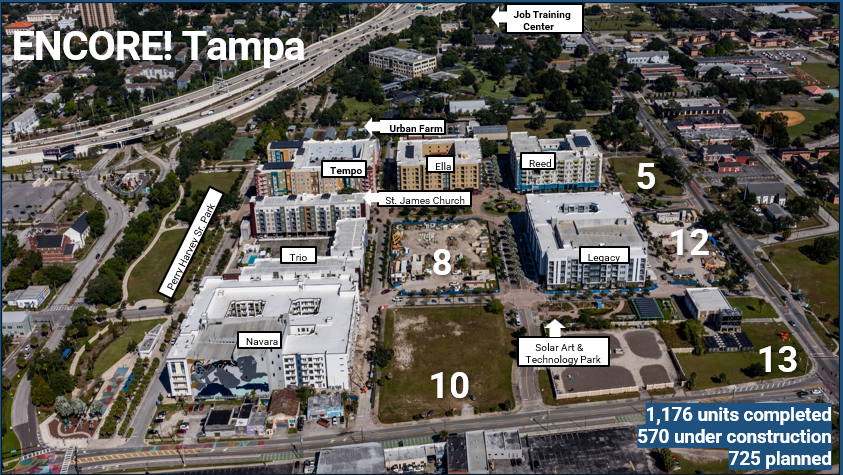 ENCORE! Tampa
Job Training
Center
Urban Farm
Tempo
Ella
Reed
5
St. James Church
Perry Harvey Sr. Park
Trio
8
Legacy
12
Navara
Solar Art &
Technology Park
10
13
1,176 units completed
570 under construction
725 planned